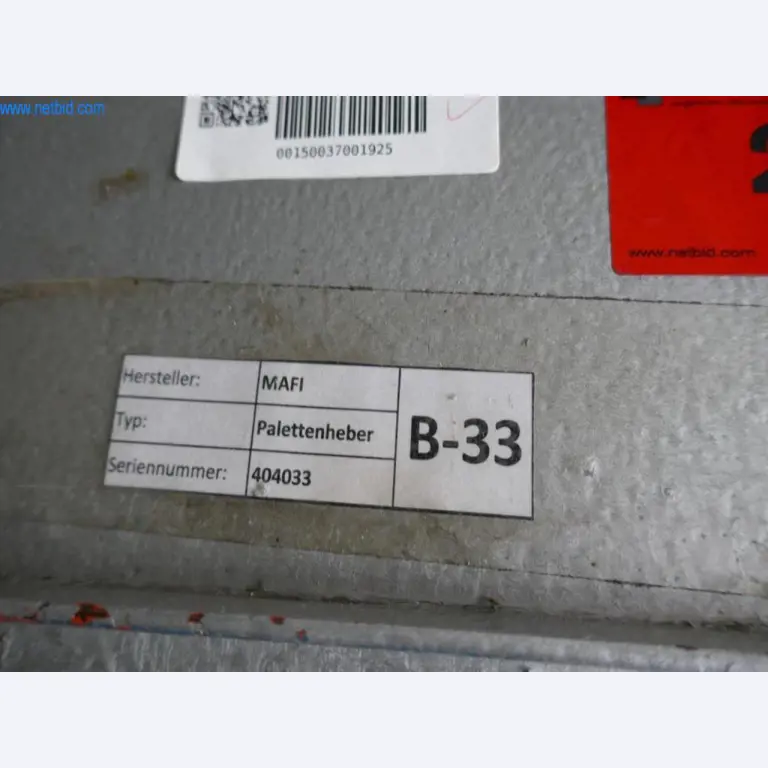 www.netbid.com
00150037001925
www.netbid.com
Hersteller: MAFI
Typ: Palettenheber
Seriennummer: 404033
B-33